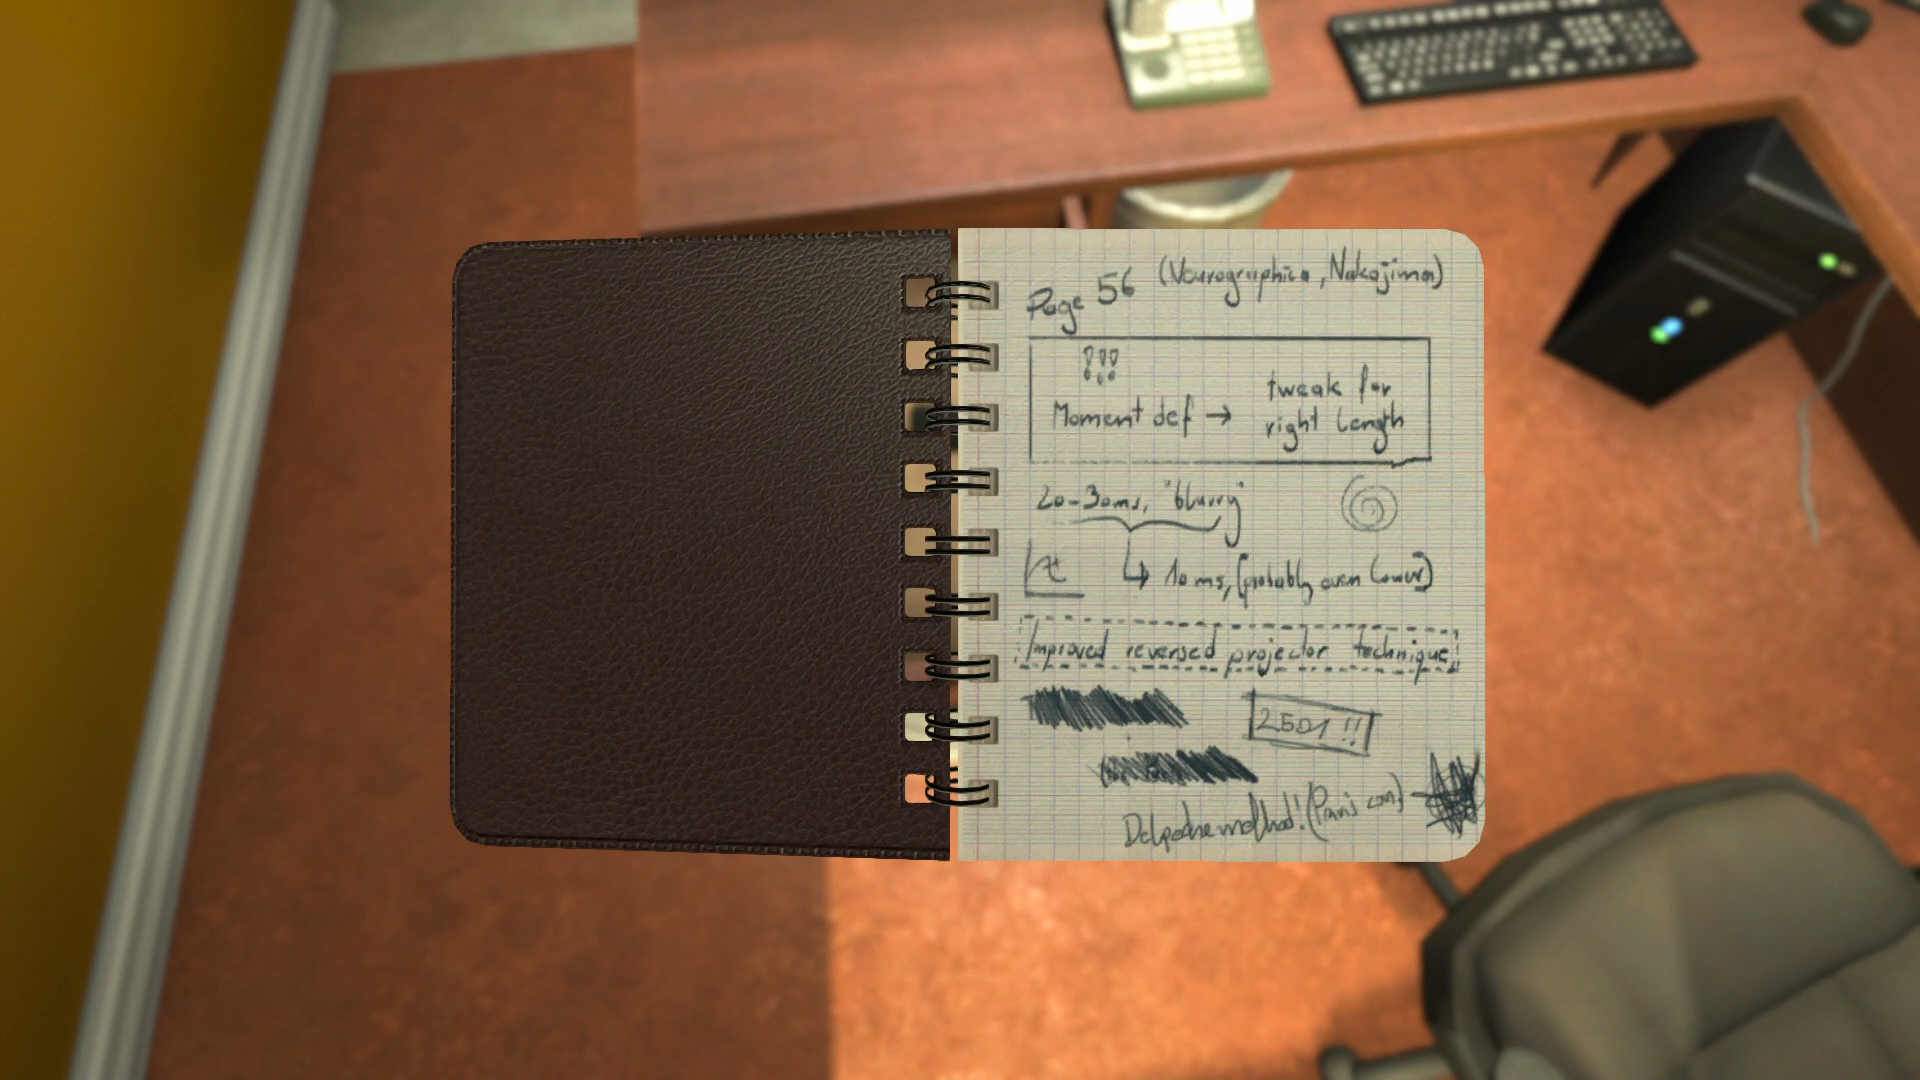 Page 56 (Neurographica, Nakajima)
!!!
Moment def → tweak for
right length
20-30ms, "blurry"
t
↳ 10 ms, (probably even lower)
Improved reversed projector technique
2501 !!
method! (Paris con)